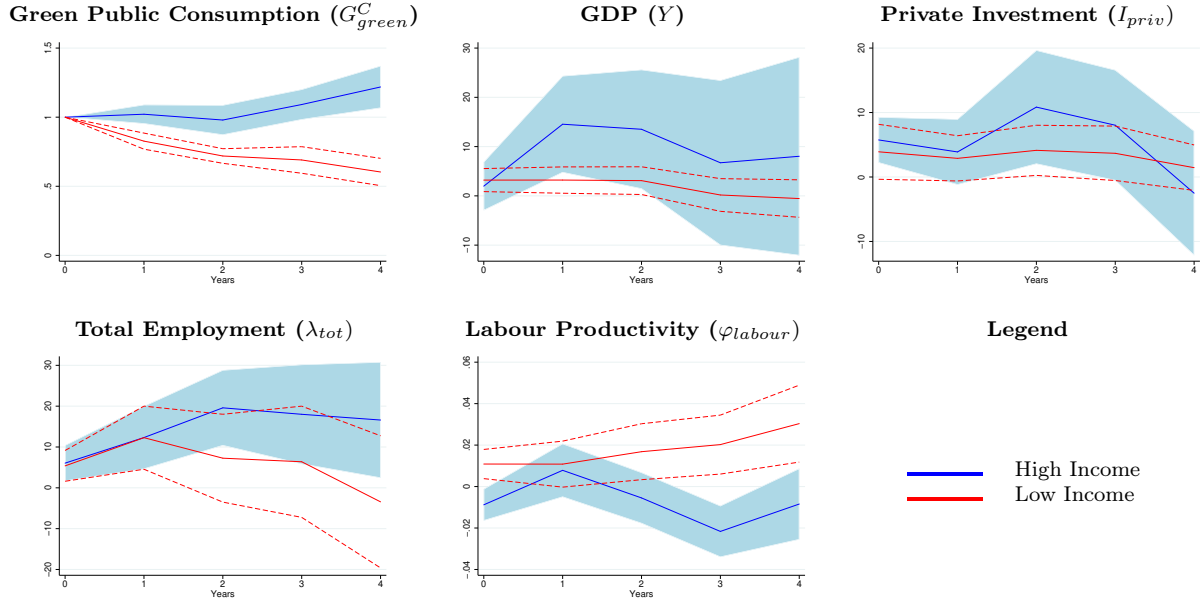 Green Public Consumption (G^C_green)
GDP (Y)
Private Investment (I_priv)
1.5
1
.5
0
0 1 2 3 4
Years
30
20
10
0
−10
0 1 2 3 4
Years
20
10
0
−10
0 1 2 3 4
Years
Total Employment (λ_tot)
Labour Productivity (φ_labour)
Legend
30
20
10
0
−10
−20
0 1 2 3 4
Years
.06
.04
.02
0
−.02
−.04
0 1 2 3 4
Years
High Income
Low Income